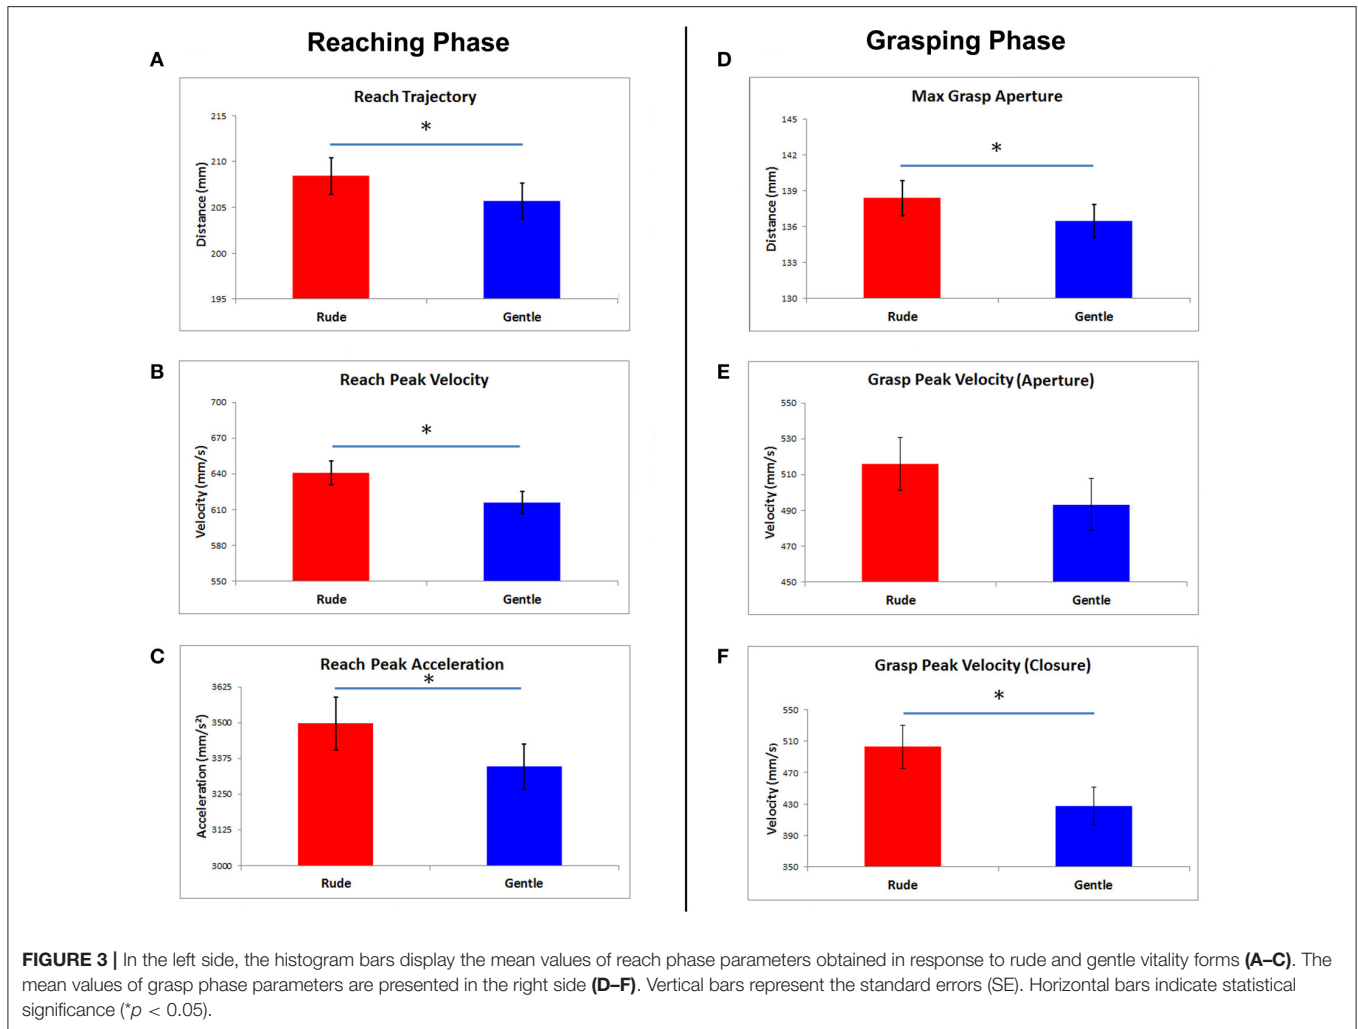 Reaching Phase
A
Reach Trajectory
*
215
210
205
200
195
Distance (mm)
Rude
Gentle
B
Reach Peak Velocity
*
700
670
640
610
580
550
Velocity (mm/s)
Rude
Gentle
C
Reach Peak Acceleration
*
3625
3500
3375
3250
3125
3000
Acceleration (mm/s²)
Rude
Gentle
Grasping Phase
D
Max Grasp Aperture
*
145
142
139
136
133
130
Distance (mm)
Rude
Gentle
E
Grasp Peak Velocity (Aperture)
550
530
510
490
470
450
Velocity (mm/s)
Rude
Gentle
F
Grasp Peak Velocity (Closure)
*
550
510
470
430
390
350
Velocity (mm/s)
Rude
Gentle
FIGURE 3 | In the left side, the histogram bars display the mean values of reach phase parameters obtained in response to rude and gentle vitality forms (A–C). The
mean values of grasp phase parameters are presented in the right side (D–F). Vertical bars represent the standard errors (SE). Horizontal bars indicate statistical
significance (*p < 0.05).